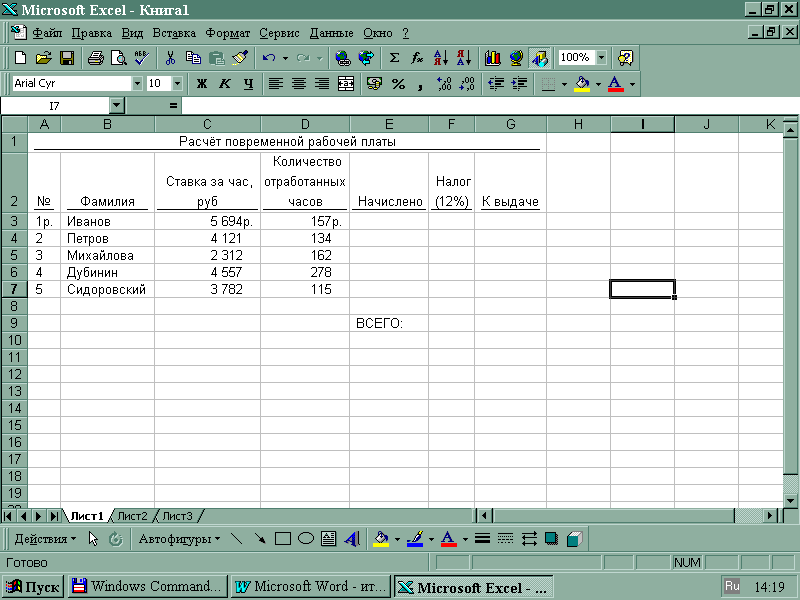 Microsoft Excel - Книга1
Файл Правка Вид Вставка Формат Сервис Данные Окно ?
100%
Arial Cyr 10 Ж К Ч % ,
I7 =
A B C D E F G H I J K
1 Расчёт повременной рабочей платы
Количество
Ставка за час, отработанных Налог
2 № Фамилия руб часов Начислено (12%) К выдаче
3 1р. Иванов 5 694р. 157р.
4 2 Петров 4 121 134
5 3 Михайлова 2 312 162
6 4 Дубинин 4 557 278
7 5 Сидоровский 3 782 115
8
9 ВСЕГО:
10
11
12
13
14
15
16
17
18
19
Лист1 Лист2 Лист3
Действия Автофигуры
Готово NUM
Пуск Windows Command... Microsoft Word - ит... Microsoft Excel - ... Ru 14:19